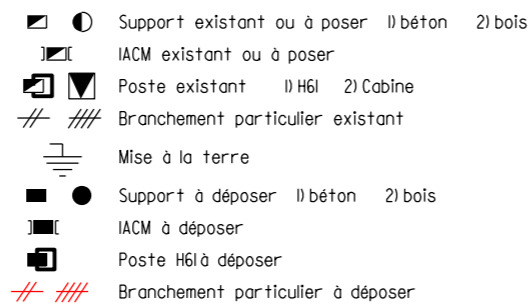 Support existant ou à poser 1) béton 2) bois
IACM existant ou à poser
Poste existant 1) H61 2) Cabine
Branchement particulier existant
Mise à la terre
Support à déposer 1) béton 2) bois
IACM à déposer
Poste H61 à déposer
Branchement particulier à déposer